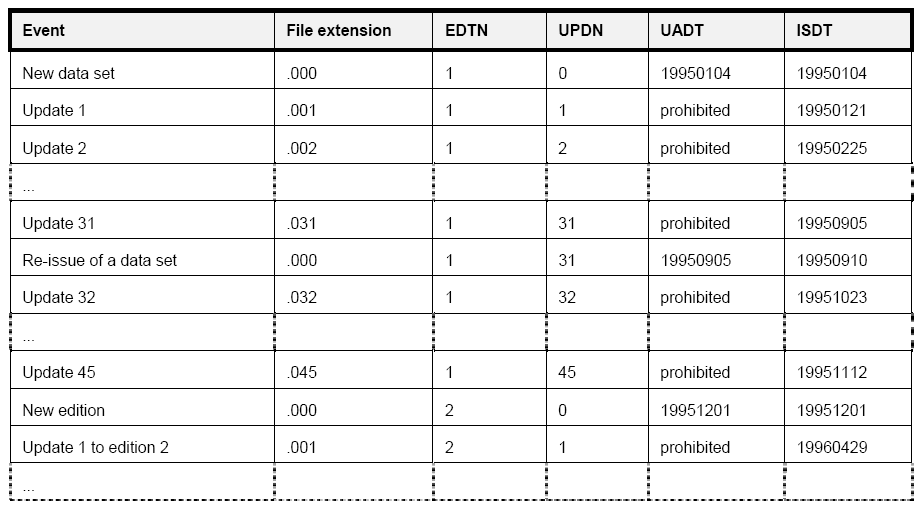 Event File extension EDTN UPDN UADT ISDT
New data set .000 1 0 19950104 19950104
Update 1 .001 1 1 prohibited 19950121
Update 2 .002 1 2 prohibited 19950225
...
Update 31 .031 1 31 prohibited 19950905
Re-issue of a data set .000 1 31 19950905 19950910
Update 32 .032 1 32 prohibited 19951023
...
Update 45 .045 1 45 prohibited 19951112
New edition .000 2 0 19951201 19951201
Update 1 to edition 2 .001 2 1 prohibited 19960429
...